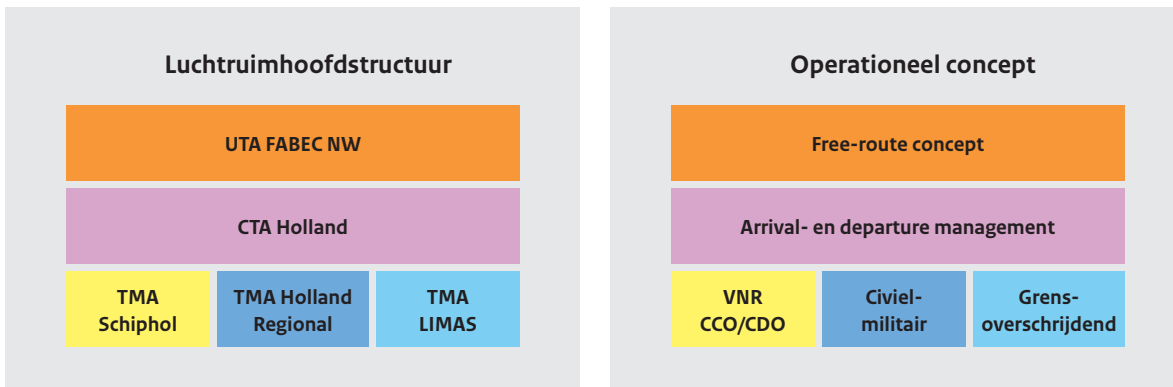 Luchtruimhoofdstructuur
UTA FABEC NW
CTA Holland
TMA
Schiphol
TMA Holland
Regional
TMA
LIMAS
Operationeel concept
Free-route concept
Arrival- en departure management
VNR
CCO/CDO
Civiel-
militair
Grens-
overschrijdend